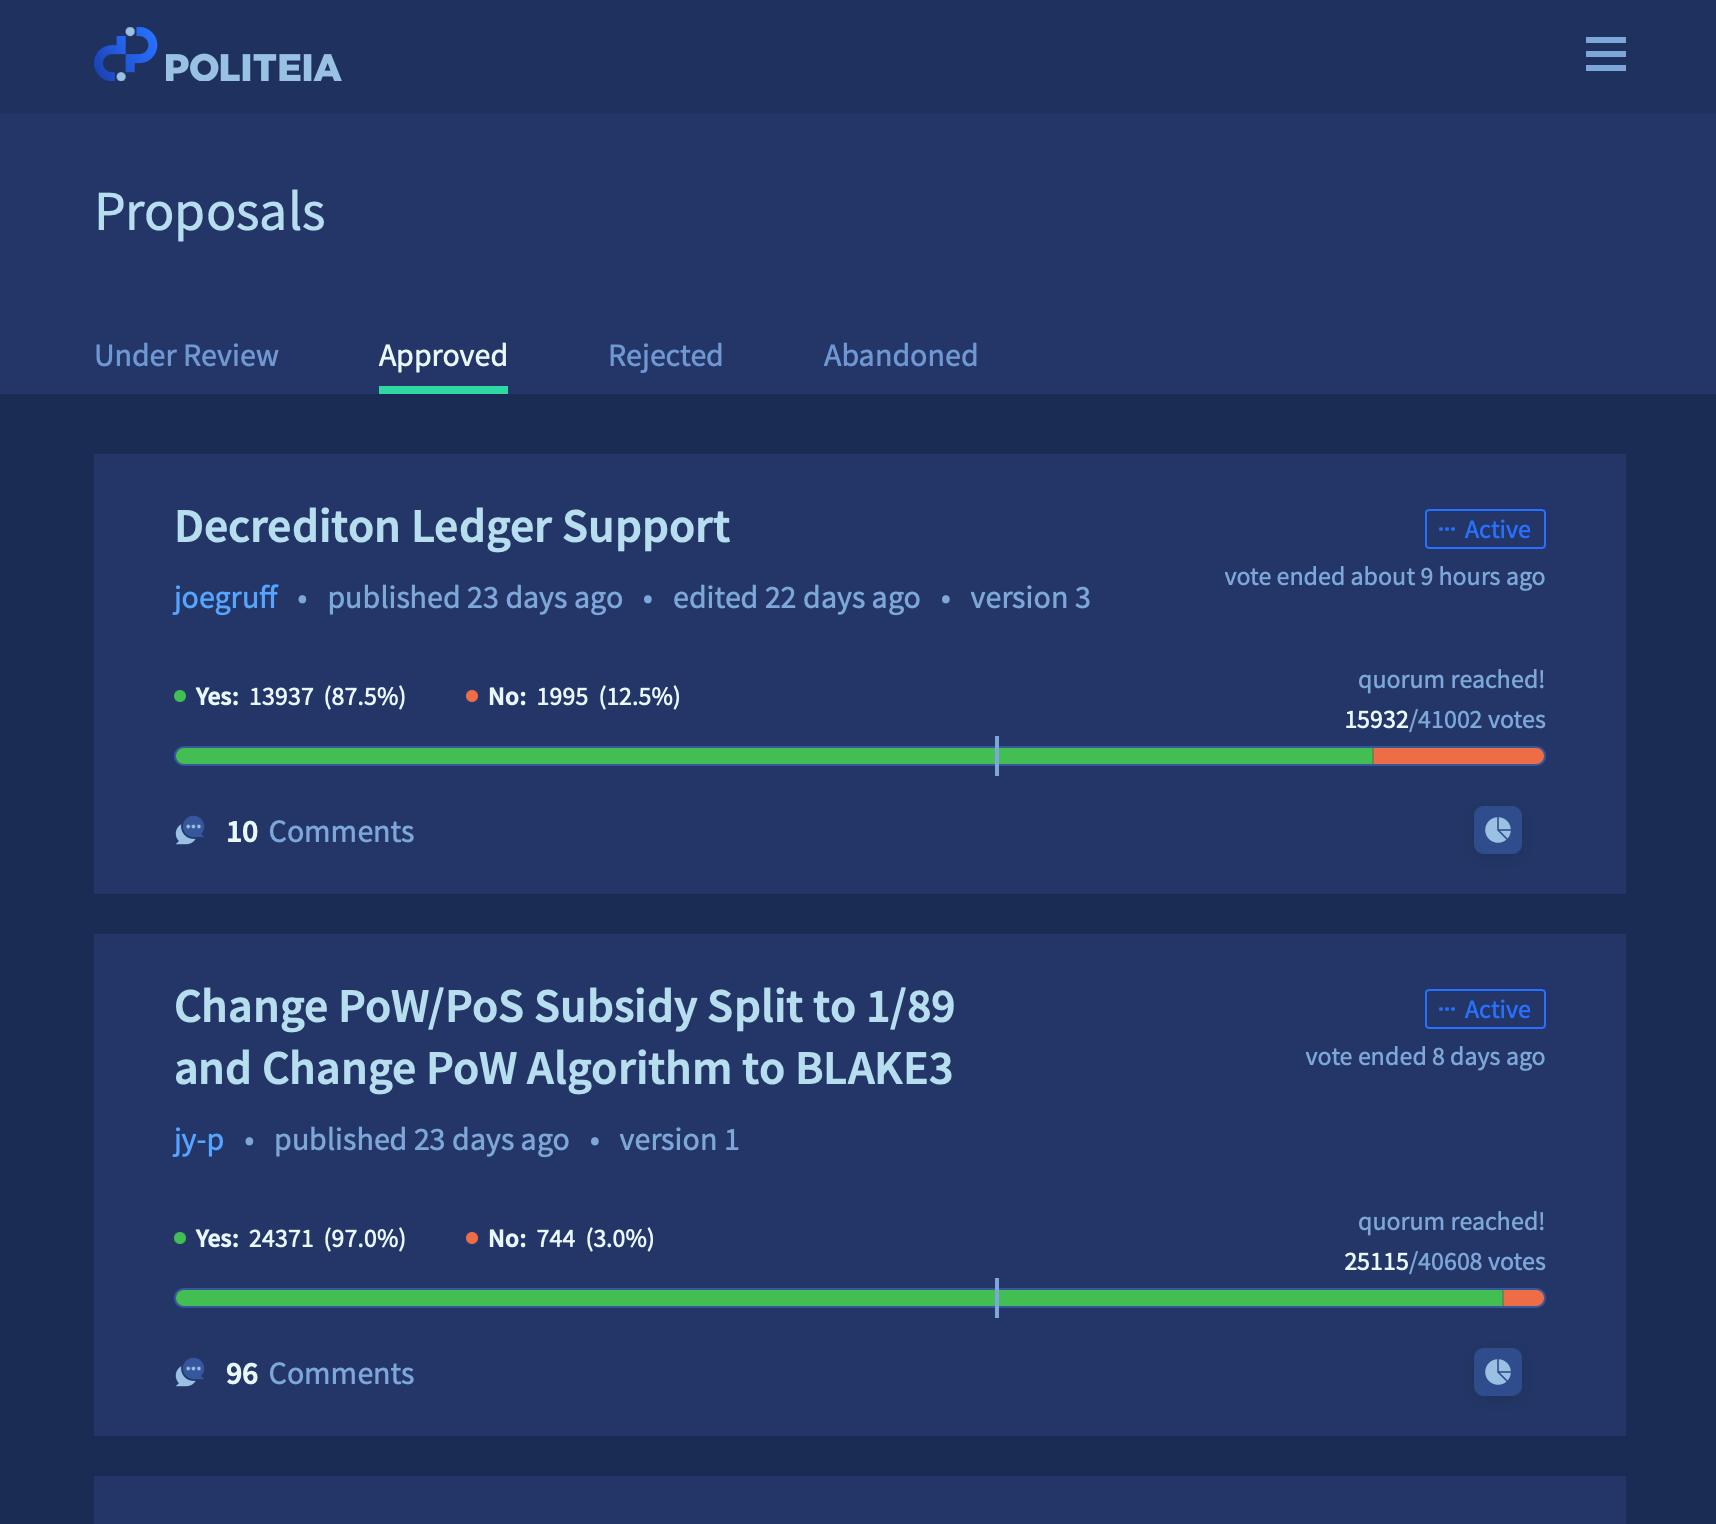 POLITEIA
Proposals
Under Review Approved Rejected Abandoned
Decrediton Ledger Support
Active
vote ended about 9 hours ago
joegruff • published 23 days ago • edited 22 days ago • version 3
quorum reached!
Yes: 13937 (87.5%) No: 1995 (12.5%)
15932/41002 votes
10 Comments
Change PoW/PoS Subsidy Split to 1/89
and Change PoW Algorithm to BLAKE3
Active
vote ended 8 days ago
jy-p • published 23 days ago • version 1
quorum reached!
Yes: 24371 (97.0%) No: 744 (3.0%)
25115/40608 votes
96 Comments